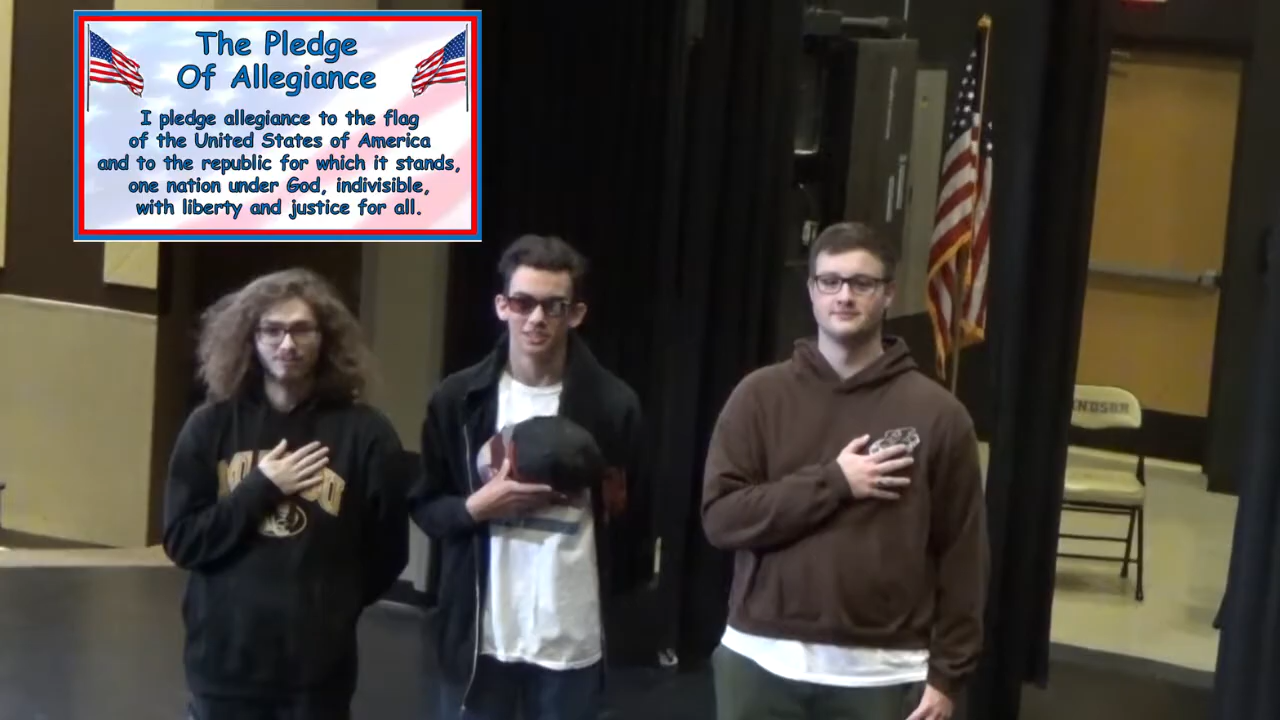 The Pledge
Of Allegiance
I pledge allegiance to the flag
of the United States of America
and to the republic for which it stands,
one nation under God, indivisible,
with liberty and justice for all.